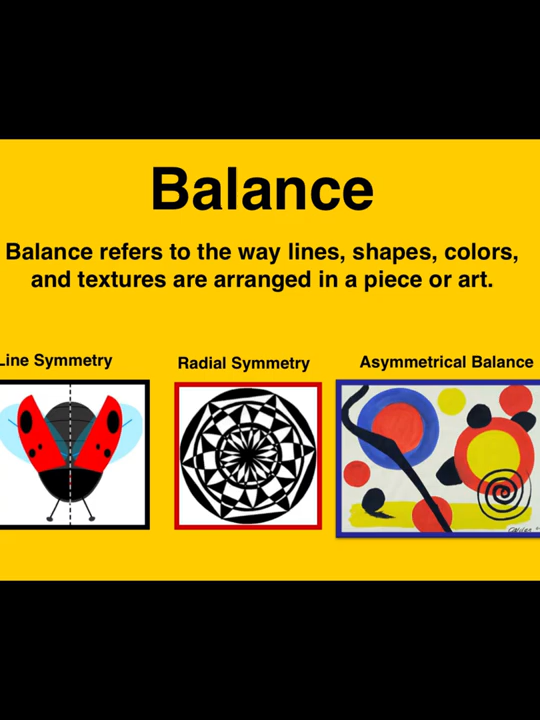 Balance
Balance refers to the way lines, shapes, colors,
and textures are arranged in a piece or art.
Line Symmetry
Radial Symmetry
Asymmetrical Balance